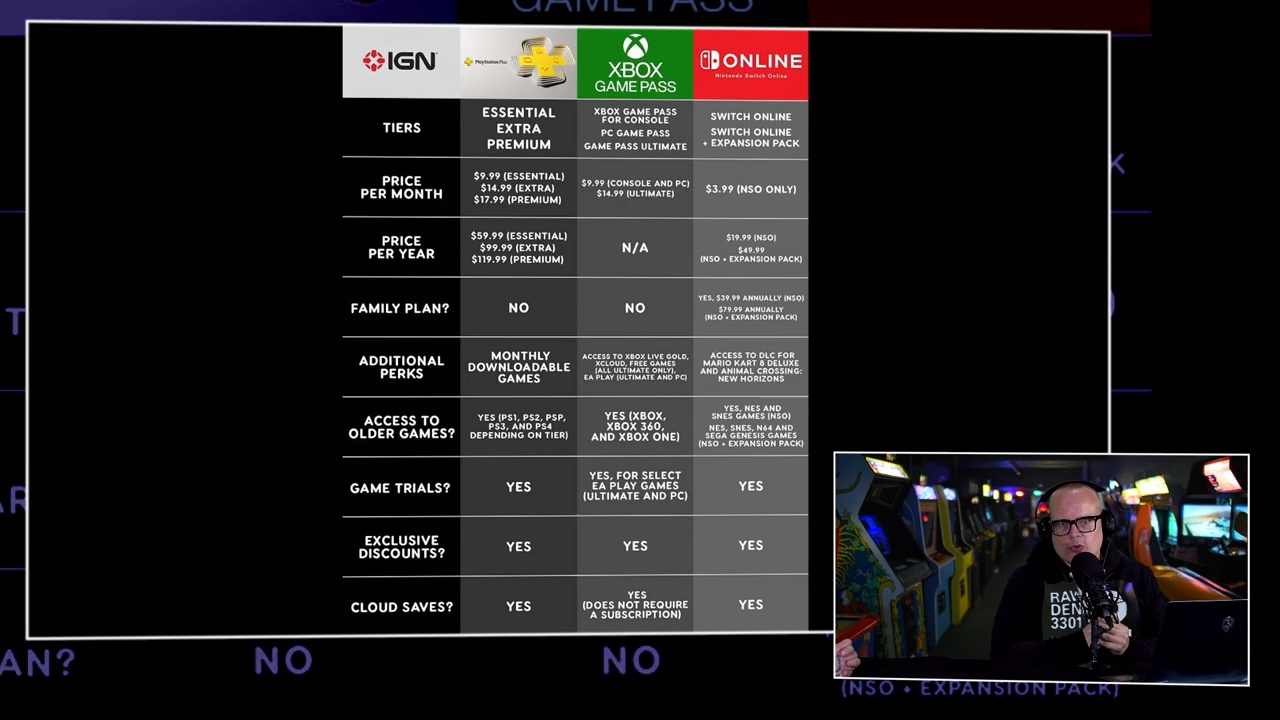 GAME PASS
IGN
PlayStation Plus
XBOX
GAME PASS
ONLINE
Nintendo Switch Online
TIERS
ESSENTIAL
EXTRA
PREMIUM
XBOX GAME PASS
FOR CONSOLE
PC GAME PASS
GAME PASS ULTIMATE
SWITCH ONLINE
SWITCH ONLINE
+ EXPANSION PACK
PRICE
PER MONTH
$9.99 (ESSENTIAL)
$14.99 (EXTRA)
$17.99 (PREMIUM)
$9.99 (CONSOLE AND PC)
$14.99 (ULTIMATE)
$3.99 (NSO ONLY)
PRICE
PER YEAR
$59.99 (ESSENTIAL)
$99.99 (EXTRA)
$119.99 (PREMIUM)
N/A
$19.99 (NSO)
$49.99
(NSO + EXPANSION PACK)
FAMILY PLAN?
NO
NO
YES, $39.99 ANNUALLY (NSO)
$79.99 ANNUALLY
(NSO + EXPANSION PACK)
ADDITIONAL
PERKS
MONTHLY
DOWNLOADABLE
GAMES
ACCESS TO XBOX LIVE GOLD,
XCLOUD, FREE GAMES
(ALL ULTIMATE ONLY),
EA PLAY (ULTIMATE AND PC)
ACCESS TO DLC FOR
MARIO KART 8 DELUXE
AND ANIMAL CROSSING:
NEW HORIZONS
ACCESS TO
OLDER GAMES?
YES (PS1, PS2, PSP,
PS3, AND PS4
DEPENDING ON TIER)
YES (XBOX,
XBOX 360,
AND XBOX ONE)
YES, NES AND
SNES GAMES (NSO)
NES, SNES, N64 AND
SEGA GENESIS GAMES
(NSO + EXPANSION PACK)
GAME TRIALS?
YES
YES, FOR SELECT
EA PLAY GAMES
(ULTIMATE AND PC)
YES
EXCLUSIVE
DISCOUNTS?
YES
YES
YES
CLOUD SAVES?
YES
YES
(DOES NOT REQUIRE
A SUBSCRIPTION)
YES
RAW
DEN
3301
AN?
NO
NO
(NSO + EXPANSION PACK)